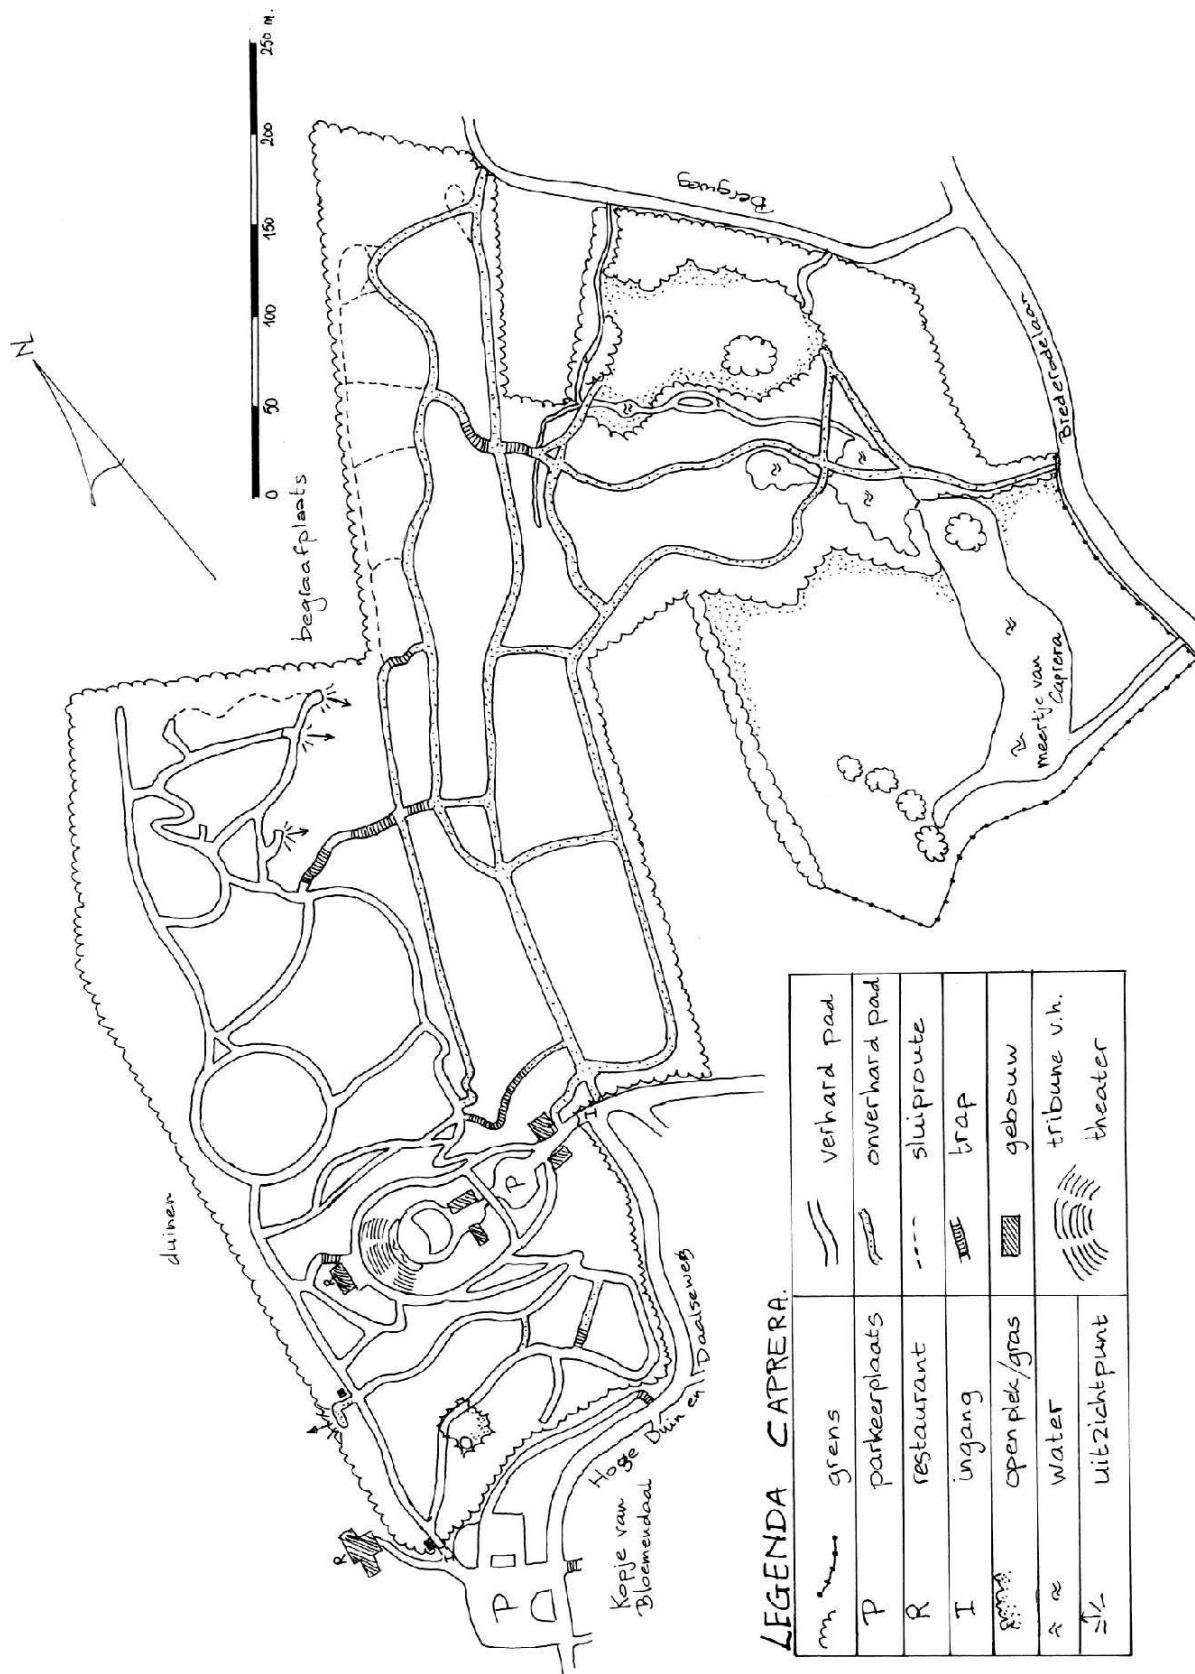 N
0 50 100 150 200 250 m.
begraafplaats
duinen
Bergweg
Brederodelaan
meertje van
Caprera
P
R
I
R
P
I
Kopje van
Bloemendaal
Hoge Duin en Daalseweg
LEGENDA CAPRERA.
grens
verhard pad
P parkeerplaats
onverhard pad
R restaurant
sluiproute
I ingang
trap
open plek/gras
gebouw
water
tribune v.h.
theater
uitzichtpunt